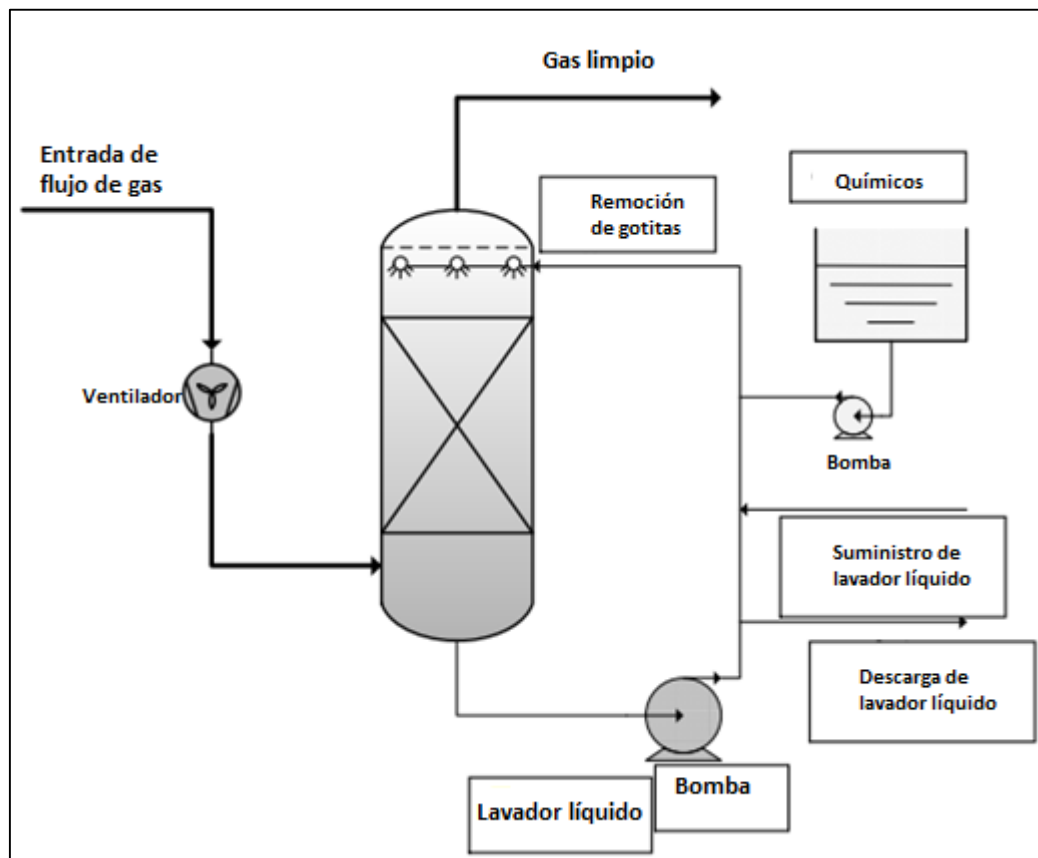 Gas limpio
Entrada de
flujo de gas
Remoción
de gotitas
Químicos
Ventilador
Bomba
Suministro de
lavador líquido
Descarga de
lavador líquido
Bomba
Lavador líquido